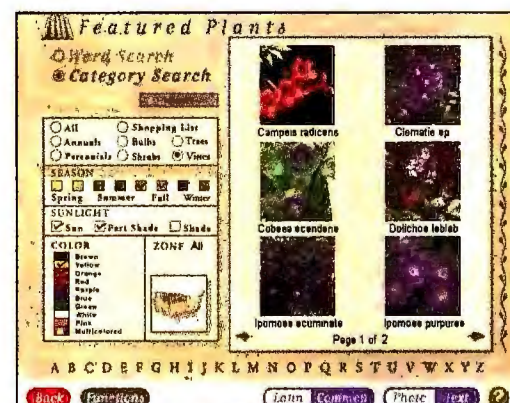 Featured Plants
Word Search
Category Search
All Shopping List
Annuals Bulbs Trees
Perennials Shrubs Vines
SEASON
Spring Summer Fall Winter
SUNLIGHT
Sun Part Shade Shade
COLOR
Brown
Yellow
Orange
Red
Purple
Blue
Green
White
Pink
Multicolored
ZONE All
Campsis radicans
Clematis sp
Cobaea scandens
Dolichos lablab
Ipomoea acuminata
Ipomoea purpurea
Page 1 of 2
A B C D E F G H I J K L M N O P Q R S T U V W X Y Z
Back Functions Latin Common Photo Text ?